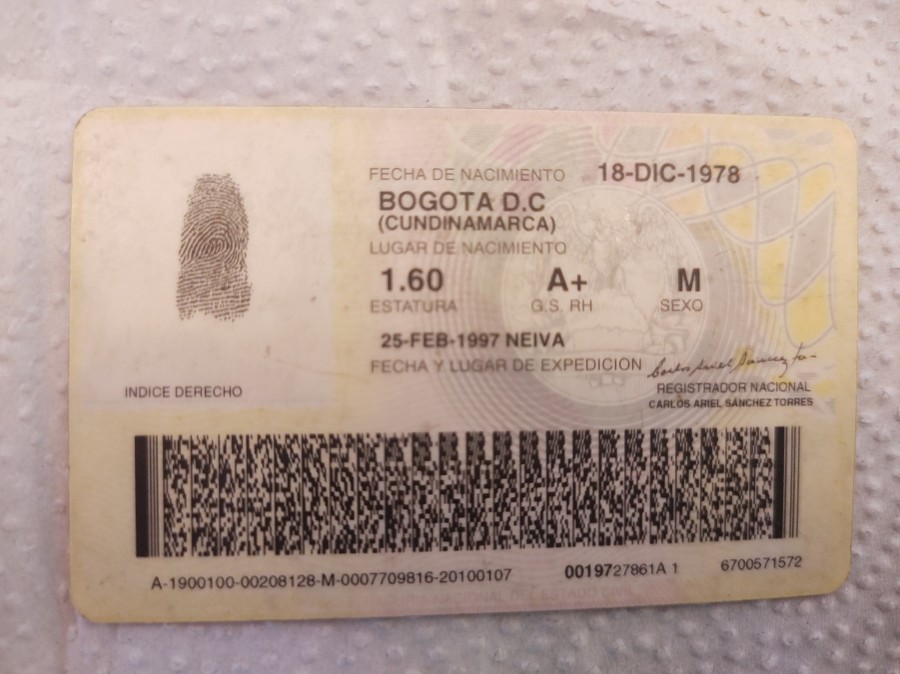 FECHA DE NACIMIENTO 18-DIC-1978
BOGOTA D.C
(CUNDINAMARCA)
LUGAR DE NACIMIENTO
1.60 A+ M
ESTATURA G.S. RH SEXO
25-FEB-1997 NEIVA
FECHA Y LUGAR DE EXPEDICION
INDICE DERECHO
REGISTRADOR NACIONAL
CARLOS ARIEL SÁNCHEZ TORRES
A-1900100-00208128-M-0007709816-20100107 0019727861A 1 6700571572